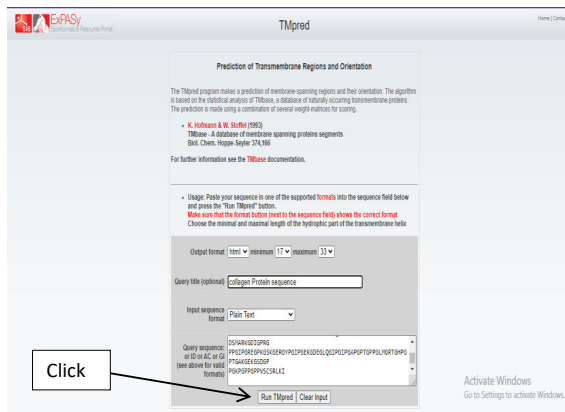 SIB
ExPASy
Bioinformatics Resource Portal
TMpred
Home | Contac
Prediction of Transmembrane Regions and Orientation
The TMpred program makes a prediction of membrane-spanning regions and their orientation. The algorithm
is based on the statistical analysis of TMbase, a database of naturally occurring transmembrane proteins.
The prediction is made using a combination of several weight-matrices for scoring.
• K. Hofmann & W. Stoffel (1993)
TMbase - A database of membrane spanning proteins segments
Biol. Chem. Hoppe-Seyler 374,166
For further information see the TMbase documentation.
• Usage: Paste your sequence in one of the supported formats into the sequence field below
and press the "Run TMpred" button.
Make sure that the format button (next to the sequence field) shows the correct format
Choose the minimal and maximal length of the hydrophobic part of the transmembrane helix
Output format html minimum 17 maximum 33
Query title (optional) collagen Protein sequence
Input sequence
format
Plain Text
Query sequence:
or ID or AC or GI
(see above for valid
formats)
DSHARKGDIGPRG
PPGIPGREGPKGSKGERGYPGIPGEKGDEGLQGIPGIPGAPGPTGPPGLMGRTGHPG
PTGAKGEKGSDGP
PGKPGPPGPPVSCSRLKI
Run TMpred Clear Input
Click
Activate Windows
Go to Settings to activate Windows.